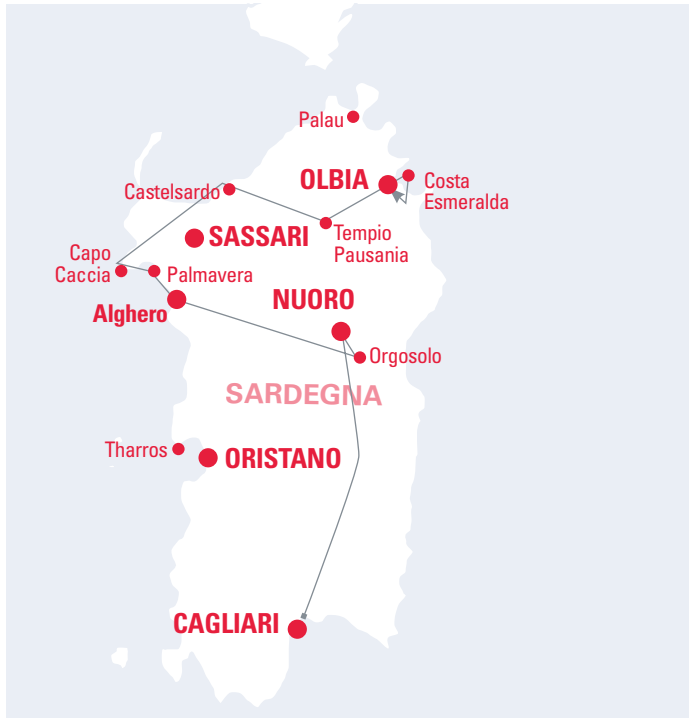 Palau
OLBIA
Costa
Esmeralda
Castelsardo
Tempio
Pausania
SASSARI
Capo
Caccia
Palmavera
NUORO
Alghero
Orgosolo
SARDEGNA
Tharros
ORISTANO
CAGLIARI